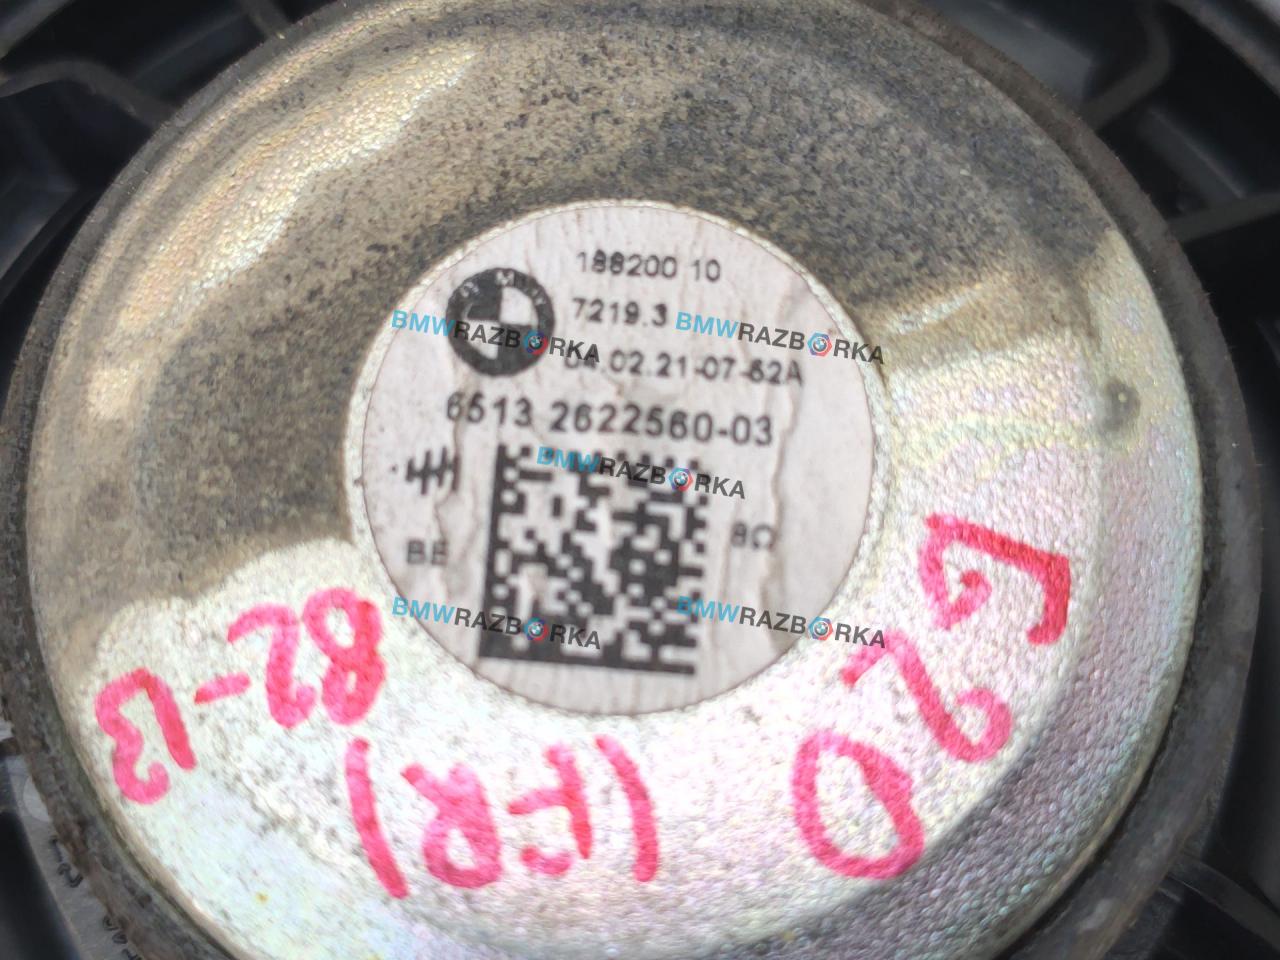 188200 10
7219.3
04.02.21-07-52A
6513 2622560-03
BE
8Ω
G20
(FR)
82-13
BMWRAZBORKA
BMWRAZBORKA
BMWRAZBORKA
BMWRAZBORKA
BMWRAZBORKA